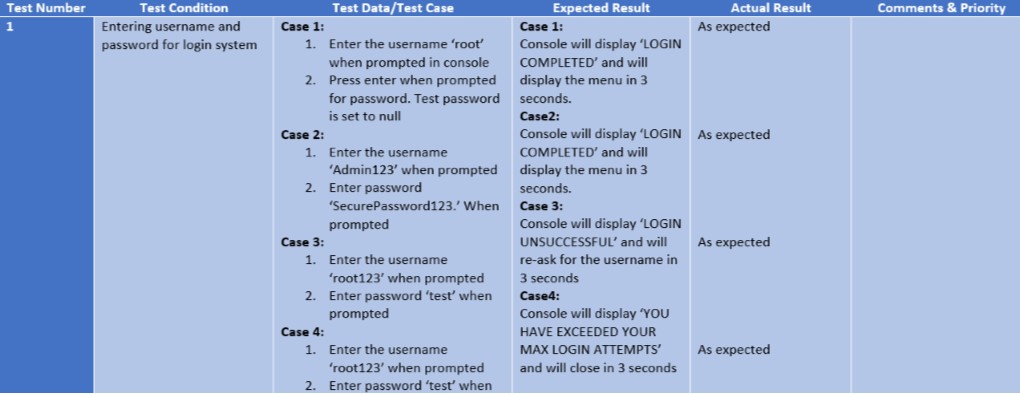 Test Number
Test Condition
Test Data/Test Case
Expected Result
Actual Result
Comments & Priority
1
Entering username and
password for login system
Case 1:
1. Enter the username ‘root’
when prompted in console
2. Press enter when prompted
for password. Test password
is set to null
Case 2:
1. Enter the username
‘Admin123’ when prompted
2. Enter password
‘SecurePassword123.’ When
prompted
Case 3:
1. Enter the username
‘root123’ when prompted
2. Enter password ‘test’ when
prompted
Case 4:
1. Enter the username
‘root123’ when prompted
2. Enter password ‘test’ when
Case 1:
Console will display ‘LOGIN
COMPLETED’ and will
display the menu in 3
seconds.
Case2:
Console will display ‘LOGIN
COMPLETED’ and will
display the menu in 3
seconds.
Case 3:
Console will display ‘LOGIN
UNSUCCESSFUL’ and will
re-ask for the username in
3 seconds
Case4:
Console will display ‘YOU
HAVE EXCEEDED YOUR
MAX LOGIN ATTEMPTS’
and will close in 3 seconds
As expected
As expected
As expected
As expected